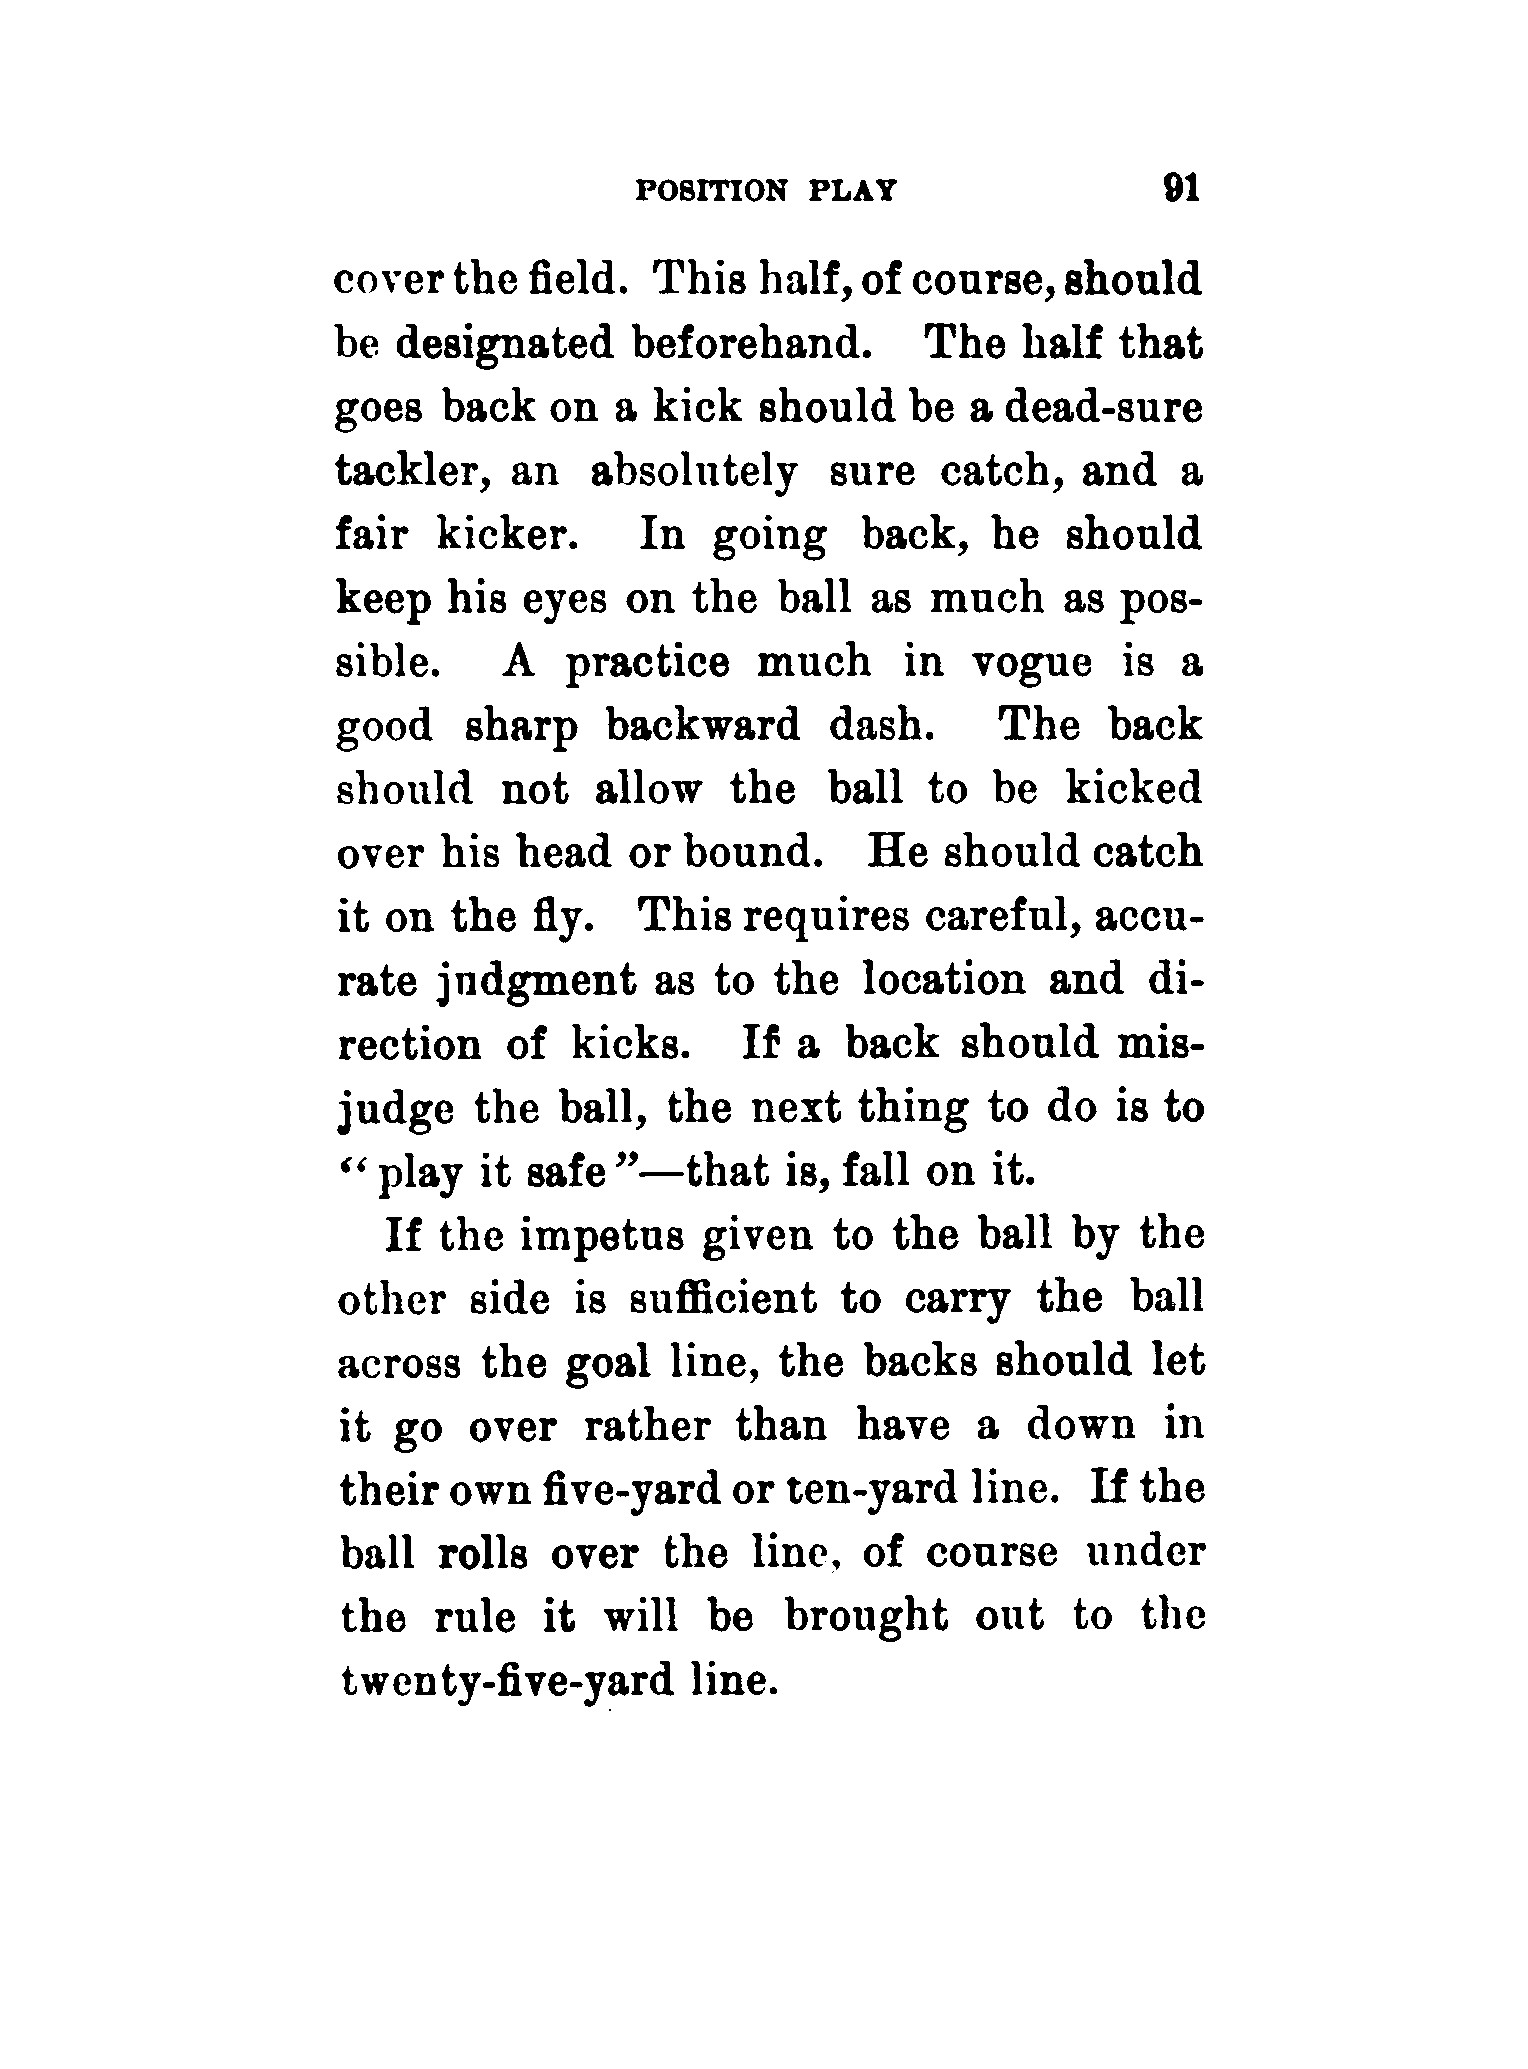 POSITION PLAY 91
cover the field. This half, of course, should
be designated beforehand. The half that
goes back on a kick should be a dead-sure
tackler, an absolutely sure catch, and a
fair kicker. In going back, he should
keep his eyes on the ball as much as pos-
sible. A practice much in vogue is a
good sharp backward dash. The back
should not allow the ball to be kicked
over his head or bound. He should catch
it on the fly. This requires careful, accu-
rate judgment as to the location and di-
rection of kicks. If a back should mis-
judge the ball, the next thing to do is to
“play it safe”—that is, fall on it.
If the impetus given to the ball by the
other side is sufficient to carry the ball
across the goal line, the backs should let
it go over rather than have a down in
their own five-yard or ten-yard line. If the
ball rolls over the line, of course under
the rule it will be brought out to the
twenty-five-yard line.